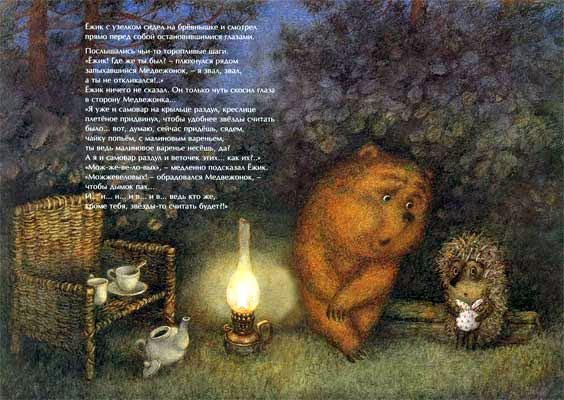 Ёжик с узелком сидел на брёвнышке и смотрел
прямо перед собой остановившимися глазами.
Послышались чьи-то торопливые шаги.
«Ёжик! Где же ты был? – плюхнулся рядом
запыхавшийся Медвежонок, – я звал, звал,
а ты не откликался!..»
Ёжик ничего не сказал. Он только чуть скосил глаза
в сторону Медвежонка...
«Я уже и самовар на крыльце раздул, креслице
плетёное придвинул, чтобы удобнее звёзды считать
было... вот, думаю, сейчас придёшь, сядем,
чайку попьём, с малиновым вареньем,
ты ведь малиновое варенье несёшь, да?
А я и самовар раздул и веточек этих... как их?..»
«Мож-же-ве-ло-вых», – медленно подсказал Ёжик.
«Можжевеловых! – обрадовался Медвежонок, –
чтобы дымок пах...
И... и... и... в... и в... ведь кто же,
кроме тебя, звёзды-то считать будет?!»